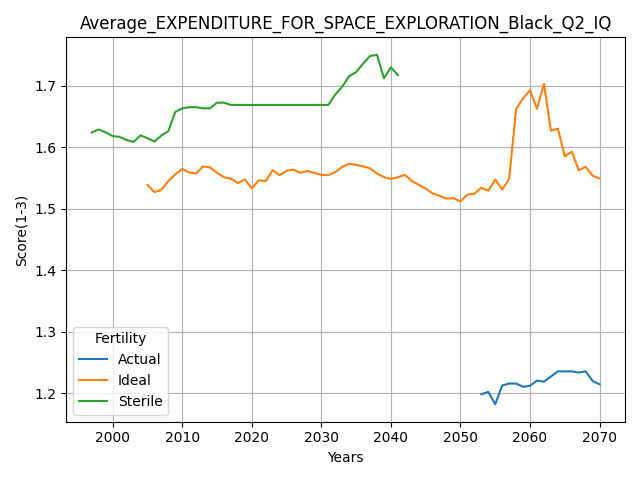 Average_EXPENDITURE_FOR_SPACE_EXPLORATION_Black_Q2_IQ
Score(1-3)
1.7
1.6
1.5
1.4
1.3
1.2
Fertility
Actual
Ideal
Sterile
2000 2010 2020 2030 2040 2050 2060 2070
Years